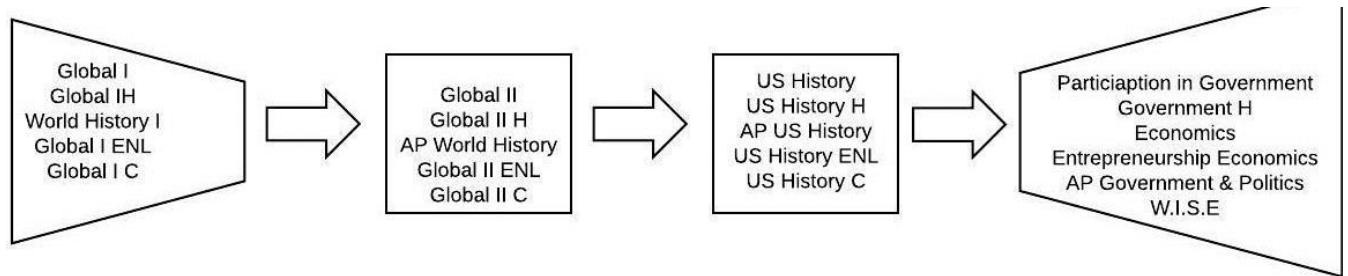 Global I
Global IH
World History I
Global I ENL
Global I C
Global II
Global II H
AP World History
Global II ENL
Global II C
US History
US History H
AP US History
US History ENL
US History C
Particiaption in Government
Government H
Economics
Entrepreneurship Economics
AP Government & Politics
W.I.S.E